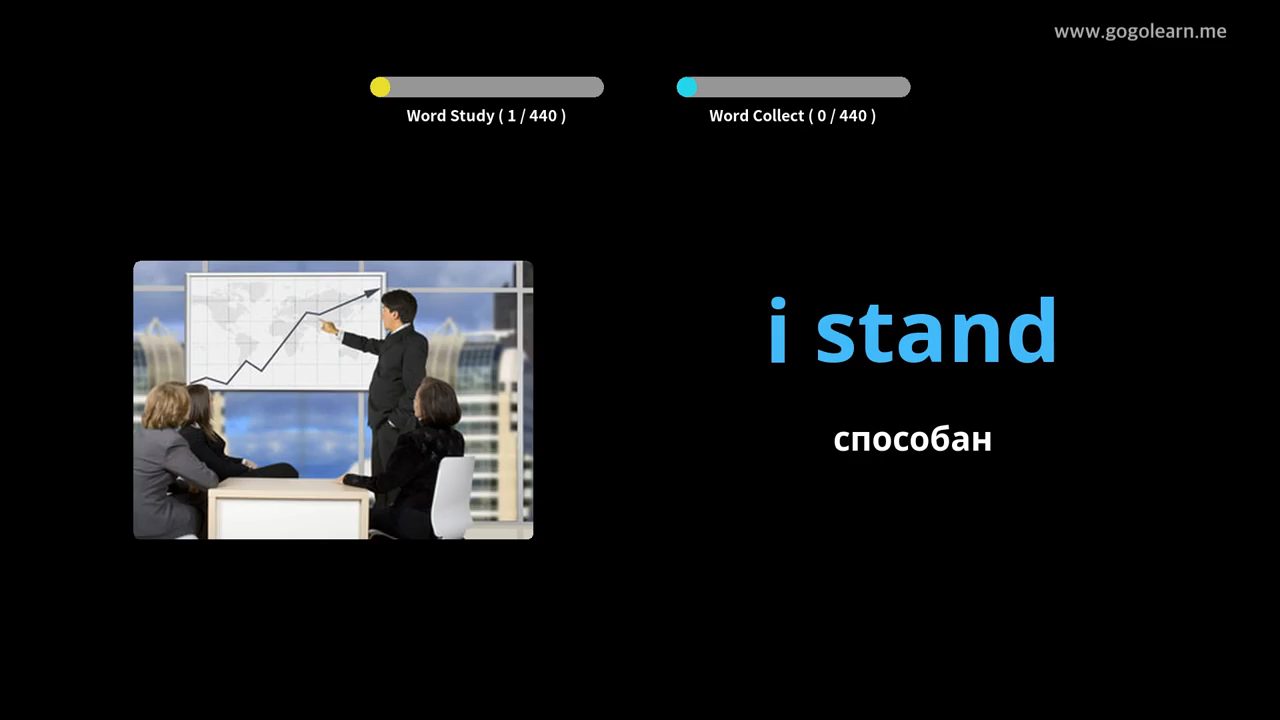 www.gogolearn.me
Word Study ( 1 / 440 )
Word Collect ( 0 / 440 )
i stand
способан